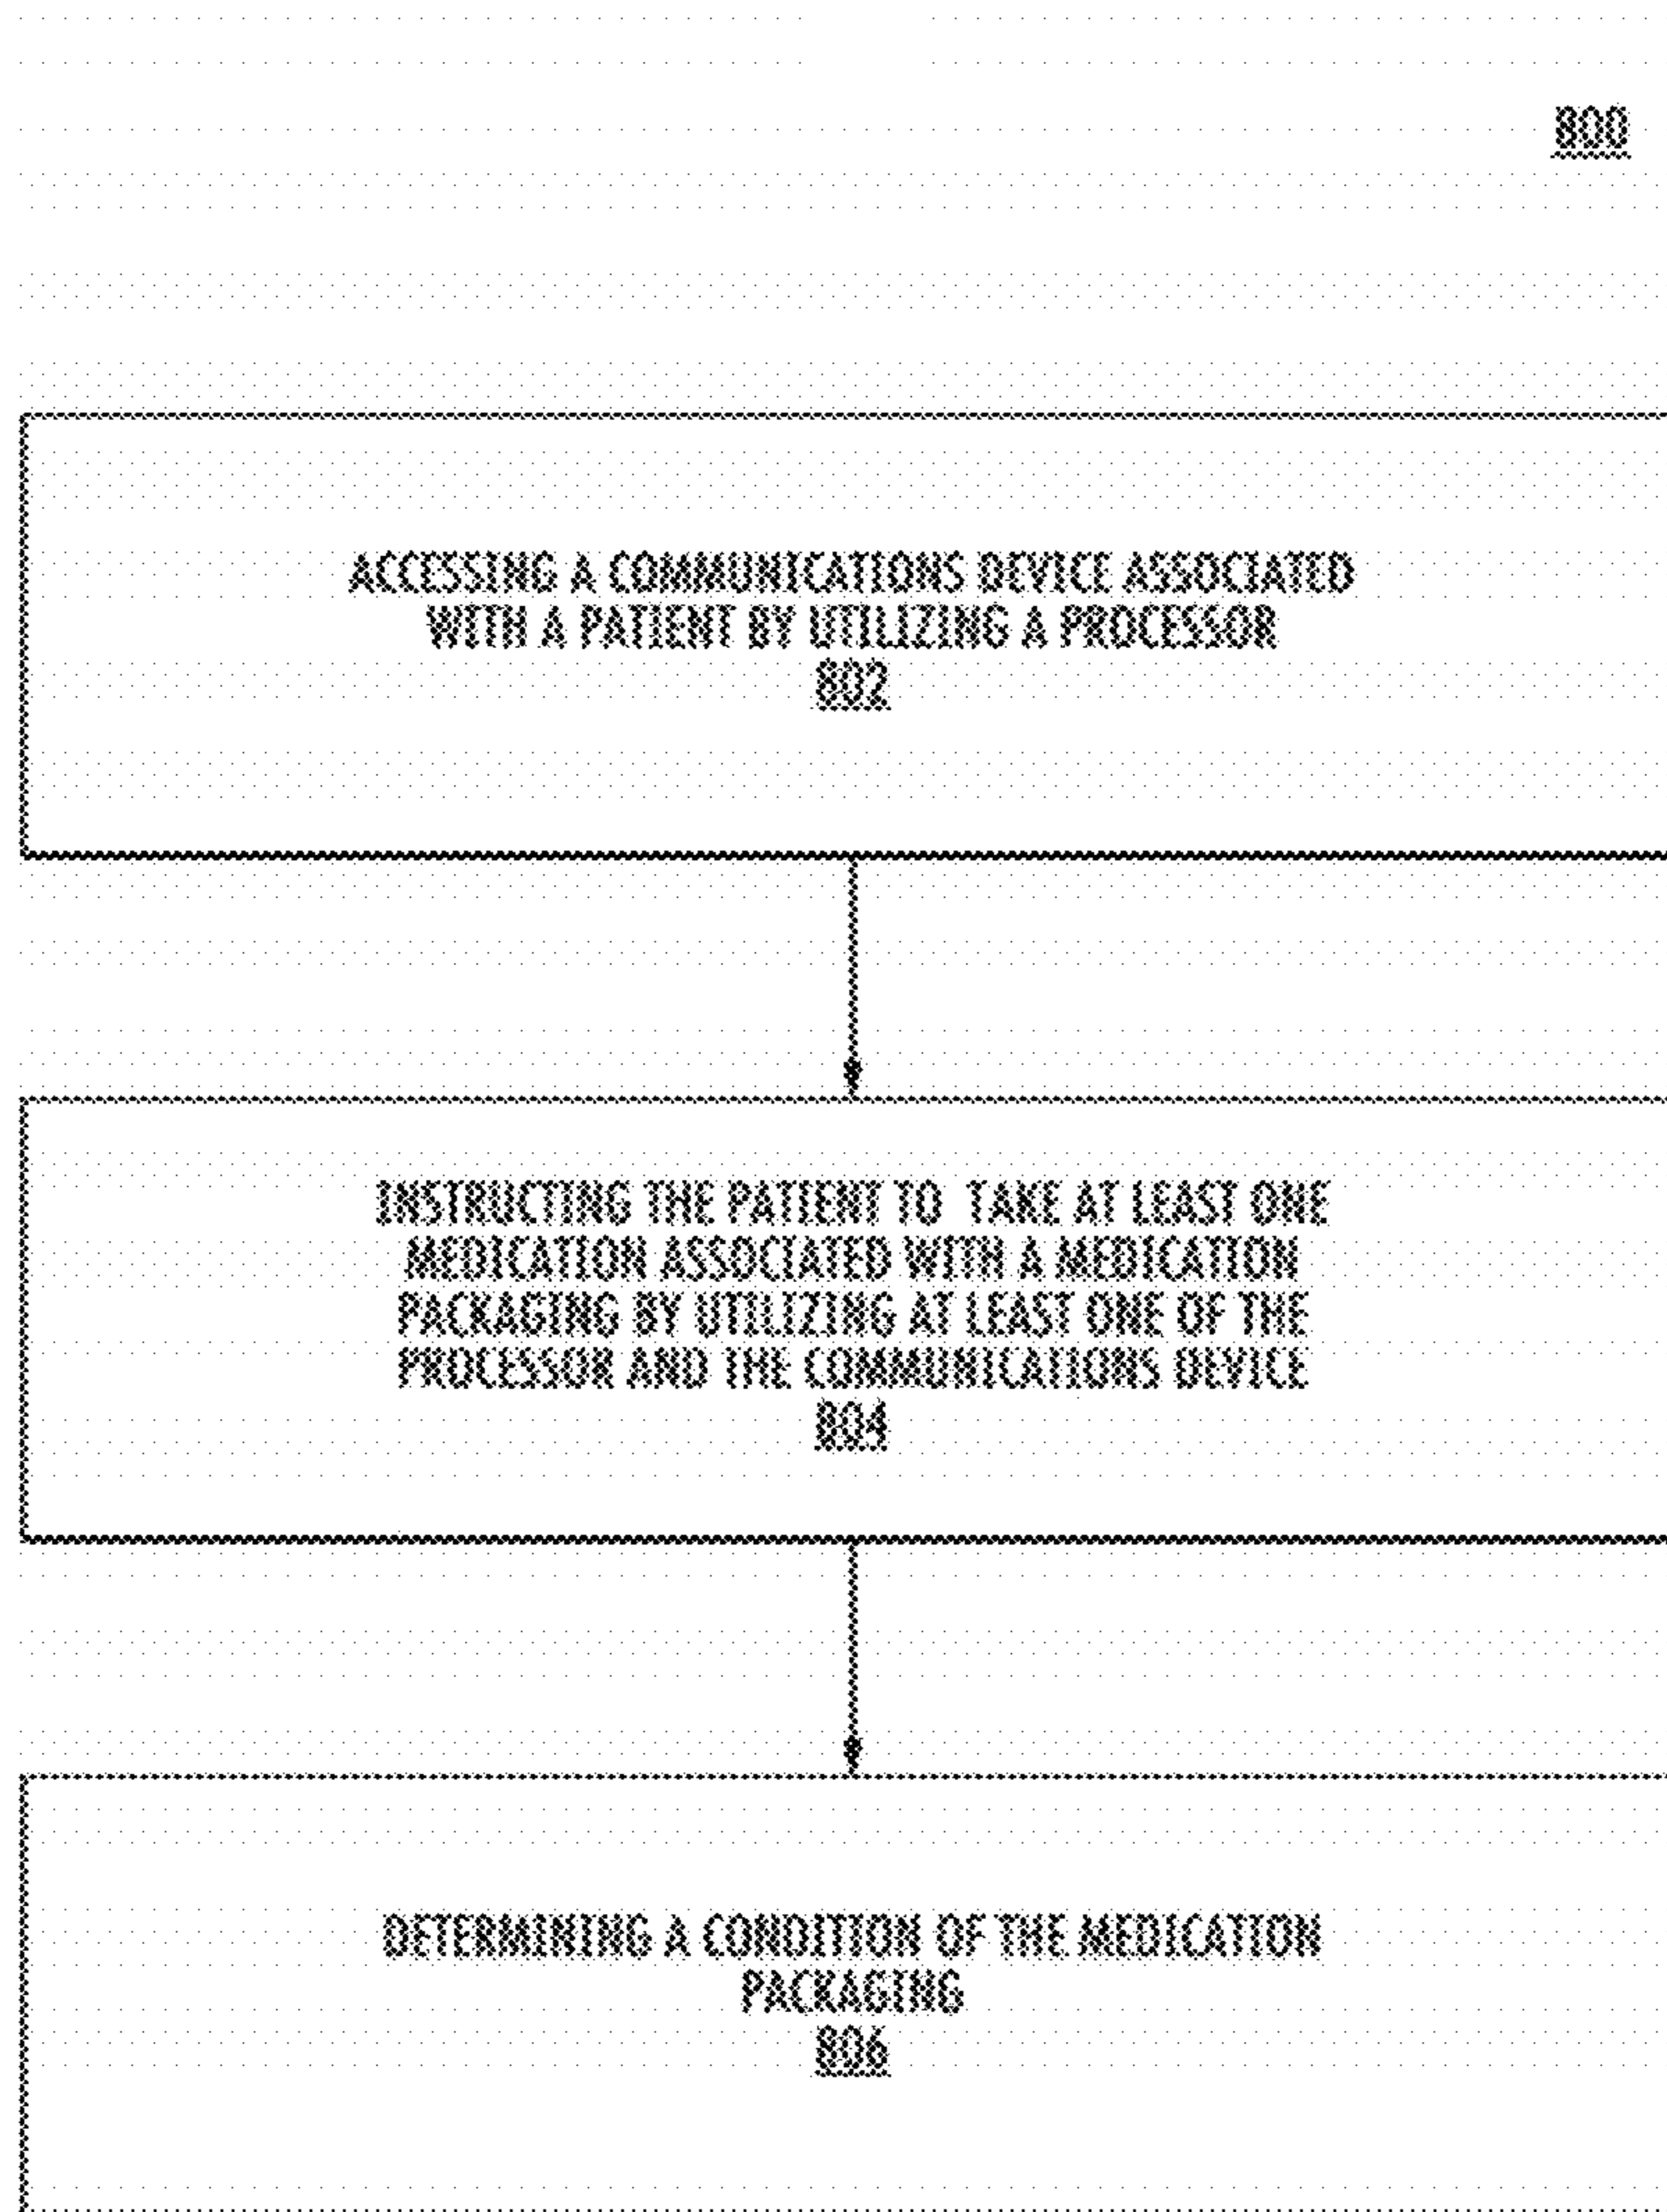 800
ACCESSING A COMMUNICATIONS DEVICE ASSOCIATED
WITH A PATIENT BY UTILIZING A PROCESSOR
802
INSTRUCTING THE PATIENT TO TAKE AT LEAST ONE
MEDICATION ASSOCIATED WITH A MEDICATION
PACKAGING BY UTILIZING AT LEAST ONE OF THE
PROCESSOR AND THE COMMUNICATIONS DEVICE
804
DETERMINING A CONDITION OF THE MEDICATION
PACKAGING
806